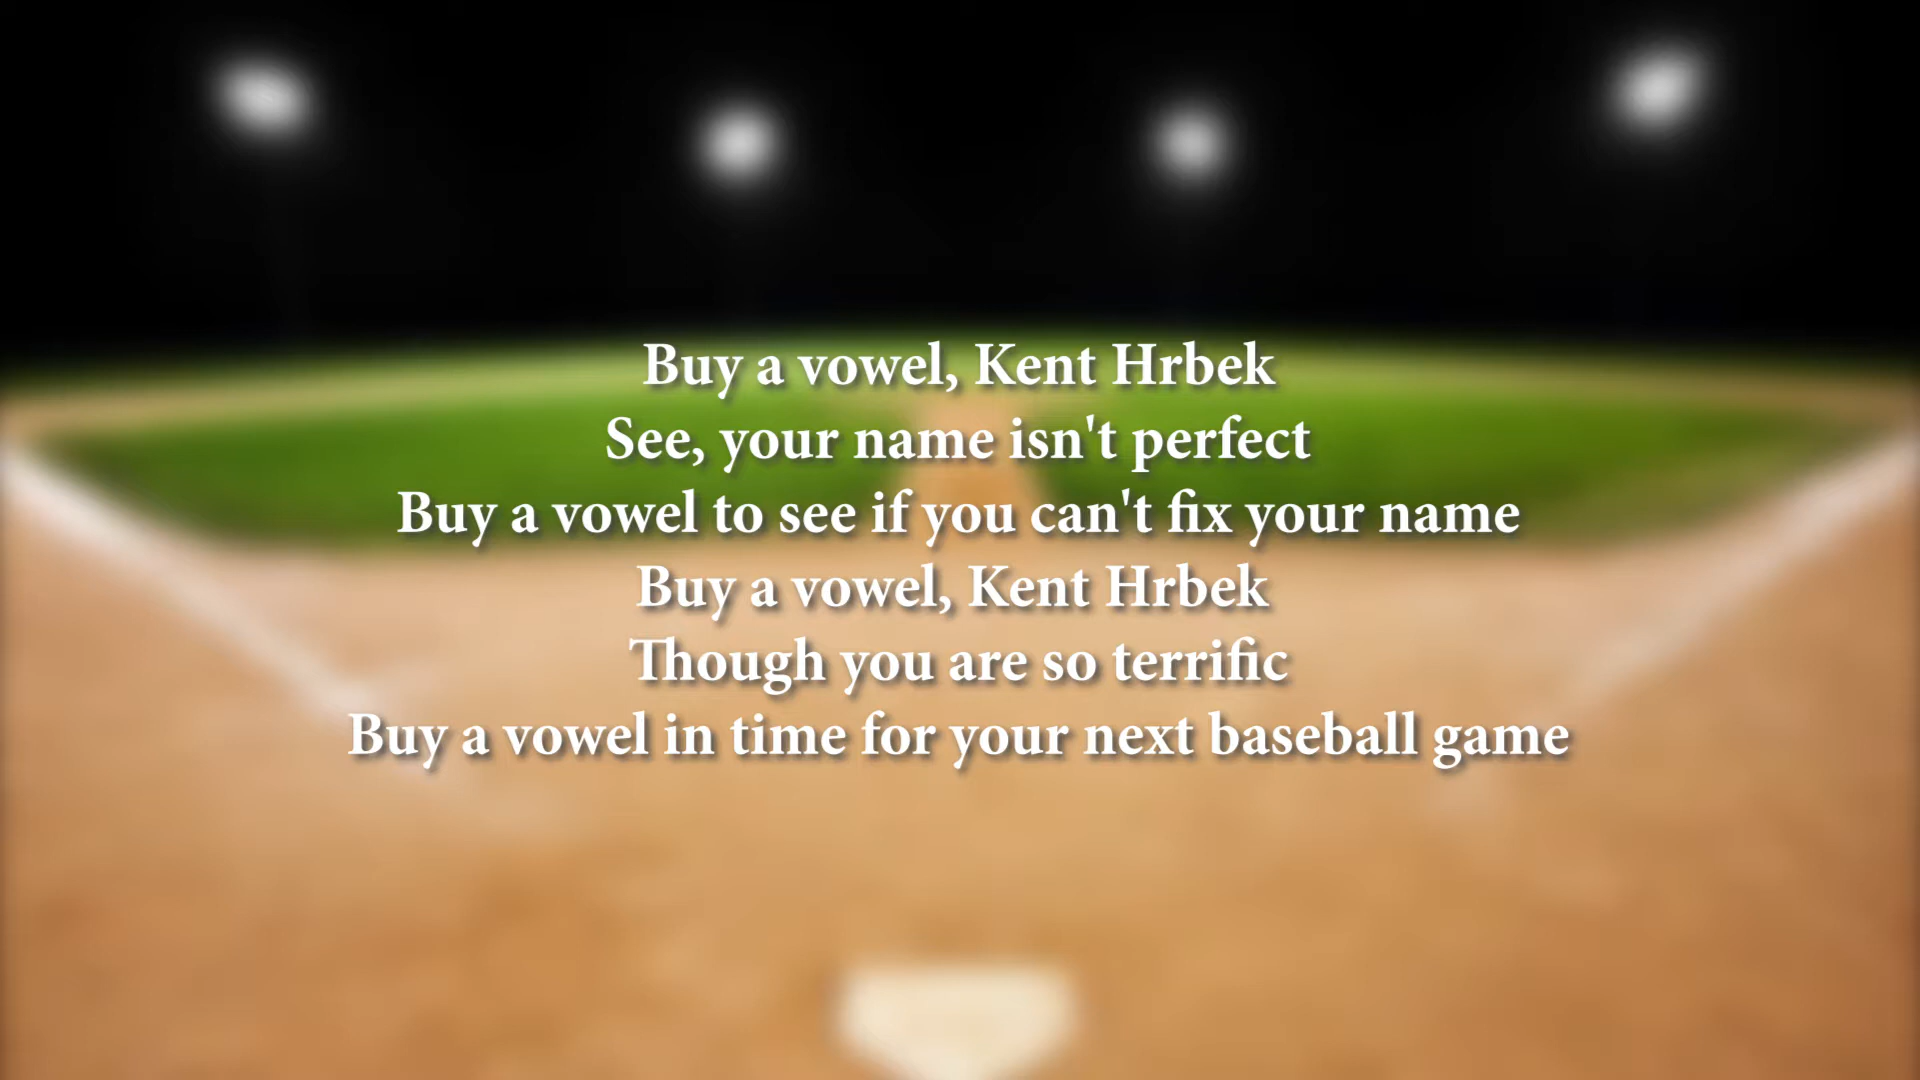 Buy a vowel, Kent Hrbek
See, your name isn't perfect
Buy a vowel to see if you can't fix your name
Buy a vowel, Kent Hrbek
Though you are so terrific
Buy a vowel in time for your next baseball game